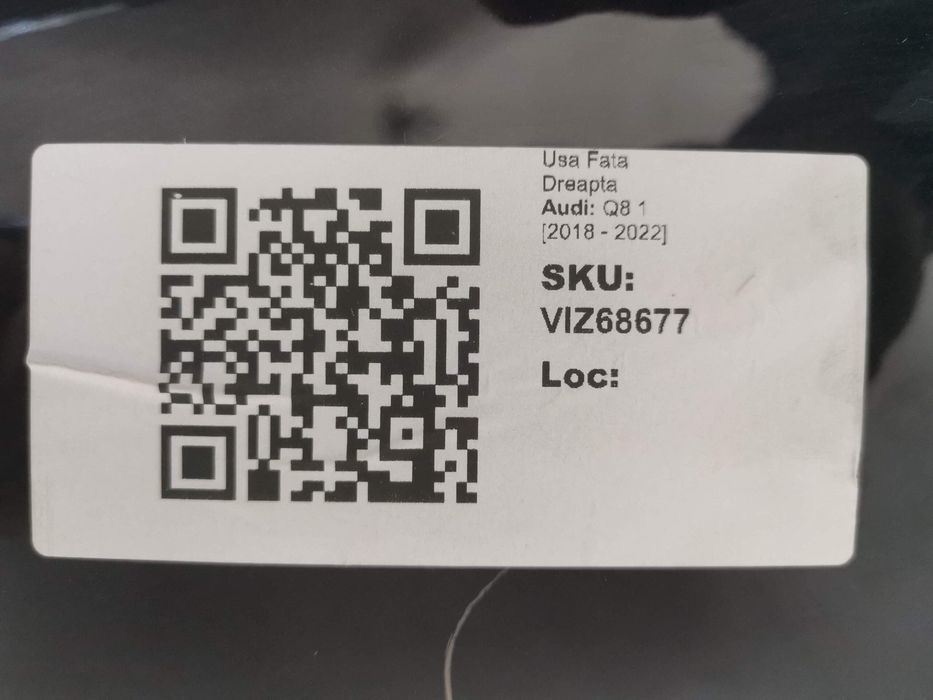 Usa Fata
Dreapta
Audi: Q8 1
[2018 - 2022]
SKU:
VIZ68677
Loc: